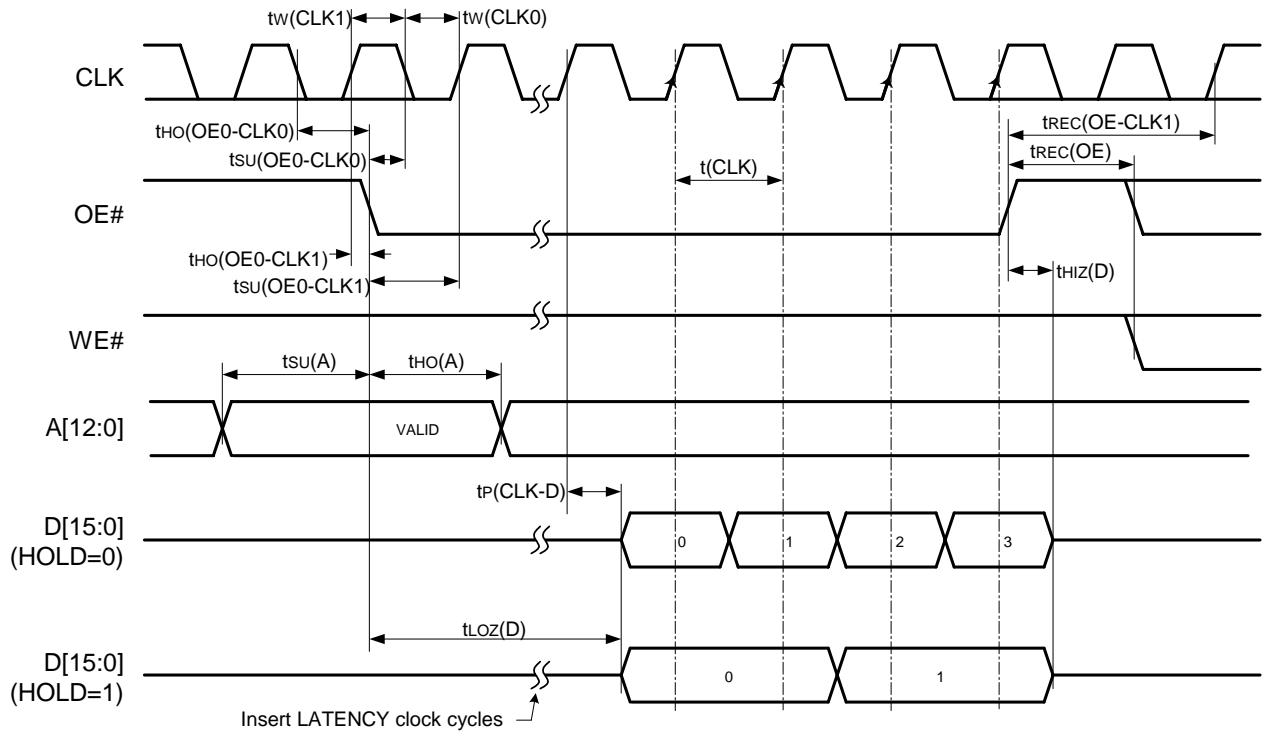 tW(CLK1) tW(CLK0)
CLK
tHO(OE0-CLK0)
tREC(OE-CLK1)
tSU(OE0-CLK0)
tREC(OE)
t(CLK)
OE#
tHO(OE0-CLK1)
tHIZ(D)
tSU(OE0-CLK1)
WE#
tSU(A) tHO(A)
A[12:0]
VALID
tP(CLK-D)
D[15:0]
(HOLD=0)
0 1 2 3
tLOZ(D)
D[15:0]
(HOLD=1)
0 1
Insert LATENCY clock cycles